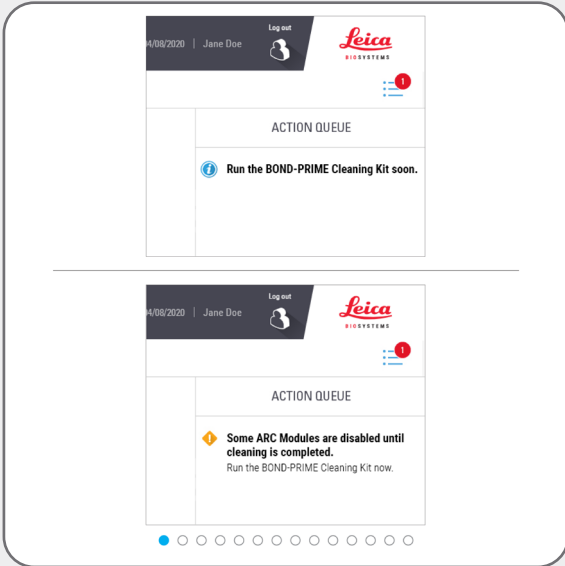 Log out
04/08/2020 | Jane Doe
Leica
BIOSYSTEMS
1
ACTION QUEUE
Run the BOND-PRIME Cleaning Kit soon.
Log out
04/08/2020 | Jane Doe
Leica
BIOSYSTEMS
1
ACTION QUEUE
Some ARC Modules are disabled until
cleaning is completed.
Run the BOND-PRIME Cleaning Kit now.